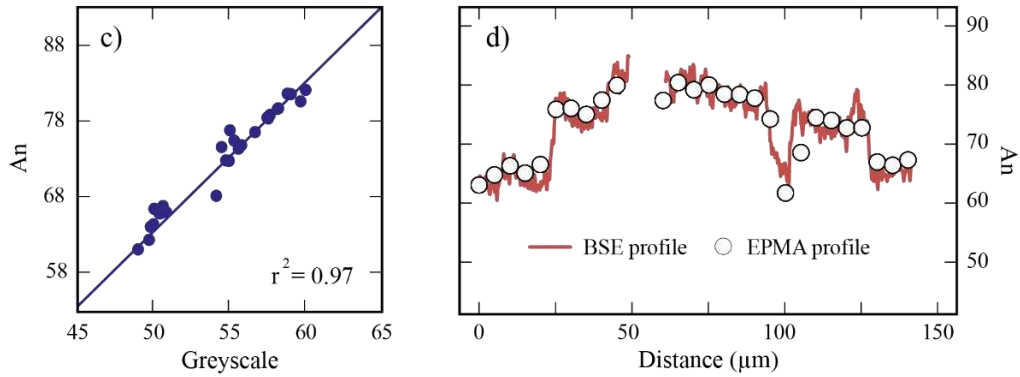 c)
88
78
68
58
An
r² = 0.97
45
50
55
60
65
Greyscale
d)
90
80
70
60
50
An
BSE profile
EPMA profile
0
50
100
150
Distance (µm)